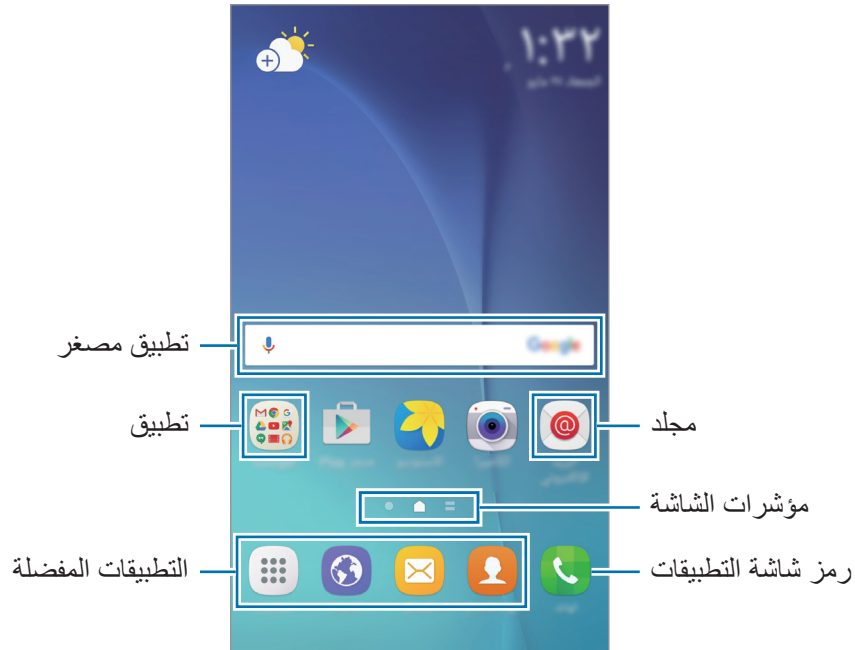 ١:٣٢
Google
تطبيق مصغر
تطبيق
مجلد
مؤشرات الشاشة
التطبيقات المفضلة
رمز شاشة التطبيقات